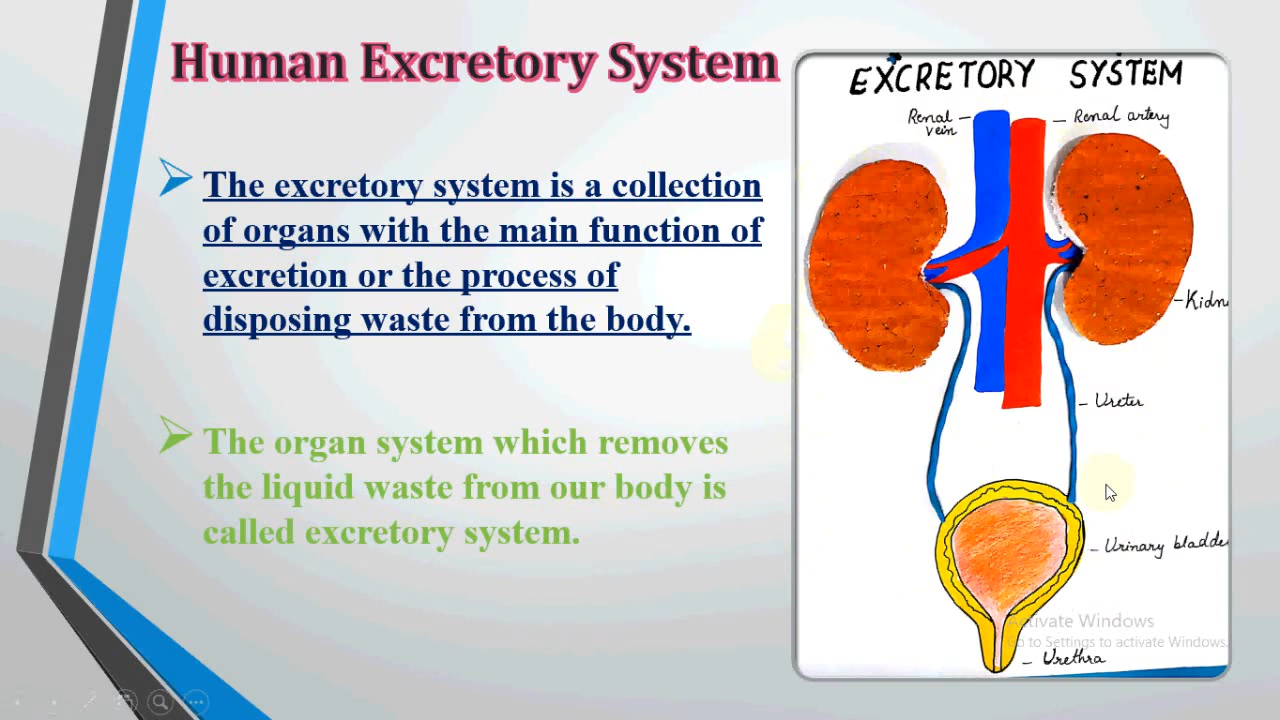 Human Excretory System
The excretory system is a collection
of organs with the main function of
excretion or the process of
disposing waste from the body.
The organ system which removes
the liquid waste from our body is
called excretory system.
EXCRETORY SYSTEM
Renal vein
Renal artery
Kidn
Ureter
Urinary bladde
Activate Windows
Go to Settings to activate Windows.
Urethra